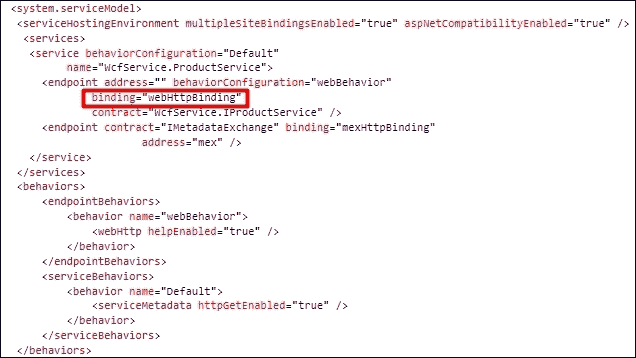 <system.serviceModel>
<serviceHostingEnvironment multipleSiteBindingsEnabled="true" aspNetCompatibilityEnabled="true" />
<services>
<service behaviorConfiguration="Default"
name="WcfService.ProductService">
<endpoint address="" behaviorConfiguration="webBehavior"
binding="webHttpBinding"
contract="WcfService.IProductService" />
<endpoint contract="IMetadataExchange" binding="mexHttpBinding"
address="mex" />
</service>
</services>
<behaviors>
<endpointBehaviors>
<behavior name="webBehavior">
<webHttp helpEnabled="true" />
</behavior>
</endpointBehaviors>
<serviceBehaviors>
<behavior name="Default">
<serviceMetadata httpGetEnabled="true" />
</behavior>
</serviceBehaviors>
</behaviors>